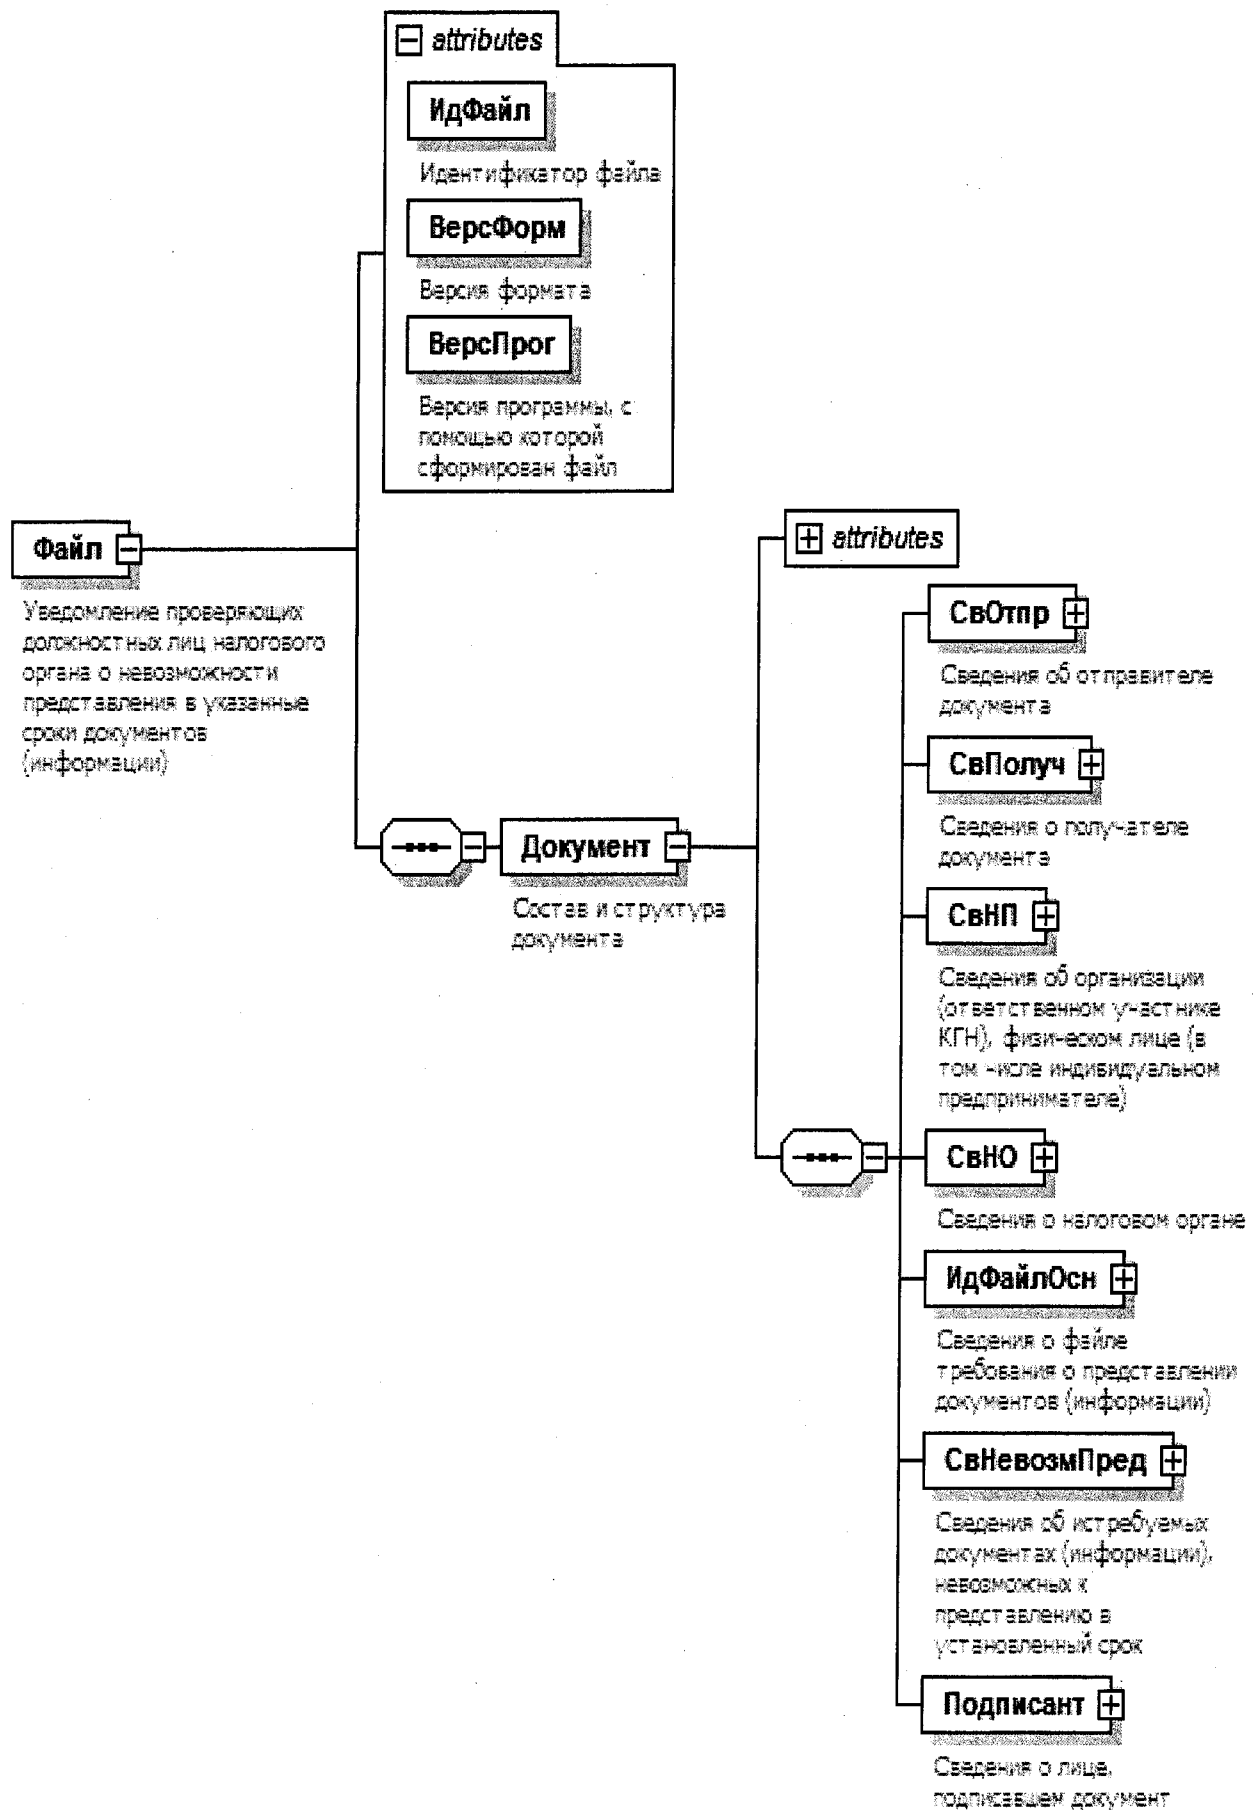 attributes
ИдФайл
Идентификатор файла
ВерсФорм
Версия формата
ВерсПрог
Версия программы, с
помощью которой
сформирован файл
Файл
Уведомление проверяющих
должностных лиц налогового
органа о невозможности
представления в указанные
сроки документов
(информации)
Документ
Состав и структура
документа
attributes
СвОтпр
Сведения об отправителе
документа
СвПолуч
Сведения о получателе
документа
СвНП
Сведения об организации
(ответственном участнике
КГН), физическом лице (в
том числе индивидуальном
предпринимателе)
СвНО
Сведения о налоговом органе
ИдФайлОсн
Сведения о файле
требования о представлении
документов (информации)
СвНевозмПред
Сведения об истребуемых
документах (информации),
невозможных к
представлению в
установленный срок
Подписант
Сведения о лице,
подписавшем документ